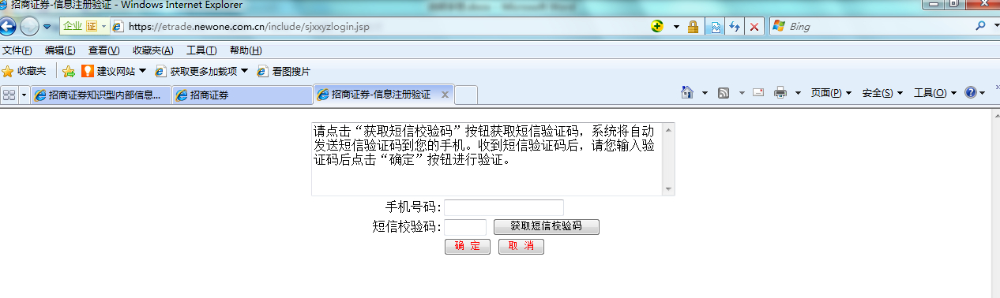 招商证券-信息注册验证 - Windows Internet Explorer
企业 证
https://etrade.newone.com.cn/include/sjxxyzlogin.jsp
Bing
文件(F) 编辑(E) 查看(V) 收藏夹(A) 工具(T) 帮助(H)
收藏夹 建议网站 获取更多加载项 看图搜片
招商证券知识型内部信息... 招商证券 招商证券-信息注册验证 页面(P) 安全(S) 工具(O)
请点击“获取短信校验码”按钮获取短信验证码，系统将自动
发送短信验证码到您的手机。收到短信验证码后，请您输入验
证码后点击“确定”按钮进行验证。
手机号码:
短信校验码: 获取短信校验码
确 定 取 消